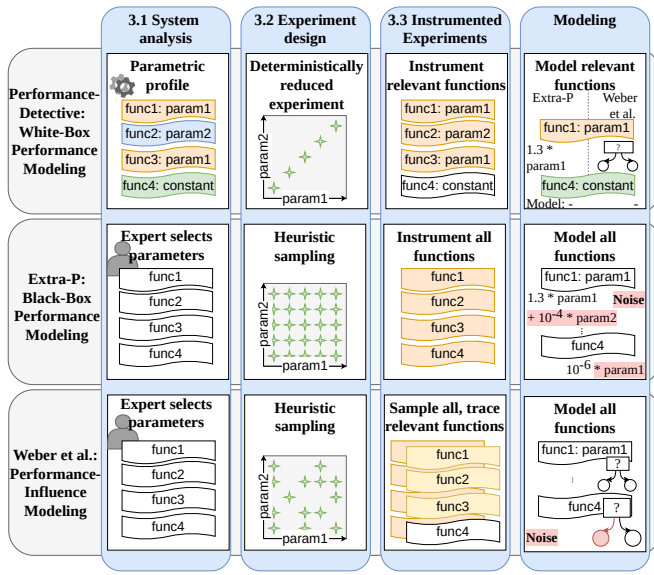 3.1 System
analysis
3.2 Experiment
design
3.3 Instrumented
Experiments
Modeling
Performance-
Detective:
White-Box
Performance
Modeling
Parametric
profile
func1: param1
func2: param2
func3: param1
func4: constant
Deterministically
reduced
experiment
param2
param1
Instrument
relevant functions
func1: param1
func2: param2
func3: param1
func4: constant
Model relevant
functions
Extra-P
Weber
et al.
func1: param1
1.3 *
param1
?
func4: constant
Model: -
-
Extra-P:
Black-Box
Performance
Modeling
Expert selects
parameters
func1
func2
func3
func4
Heuristic
sampling
param2
param1
Instrument all
functions
func1
func2
func3
func4
Model all
functions
func1: param1
1.3 * param1 Noise
+ 10-4 * param2
...
func4
10-6 * param1
Weber et al.:
Performance-
Influence
Modeling
Expert selects
parameters
func1
func2
func3
func4
Heuristic
sampling
param2
param1
Sample all, trace
relevant functions
func1
func2
func3
func4
Model all
functions
func1: param1
?
func4
?
Noise